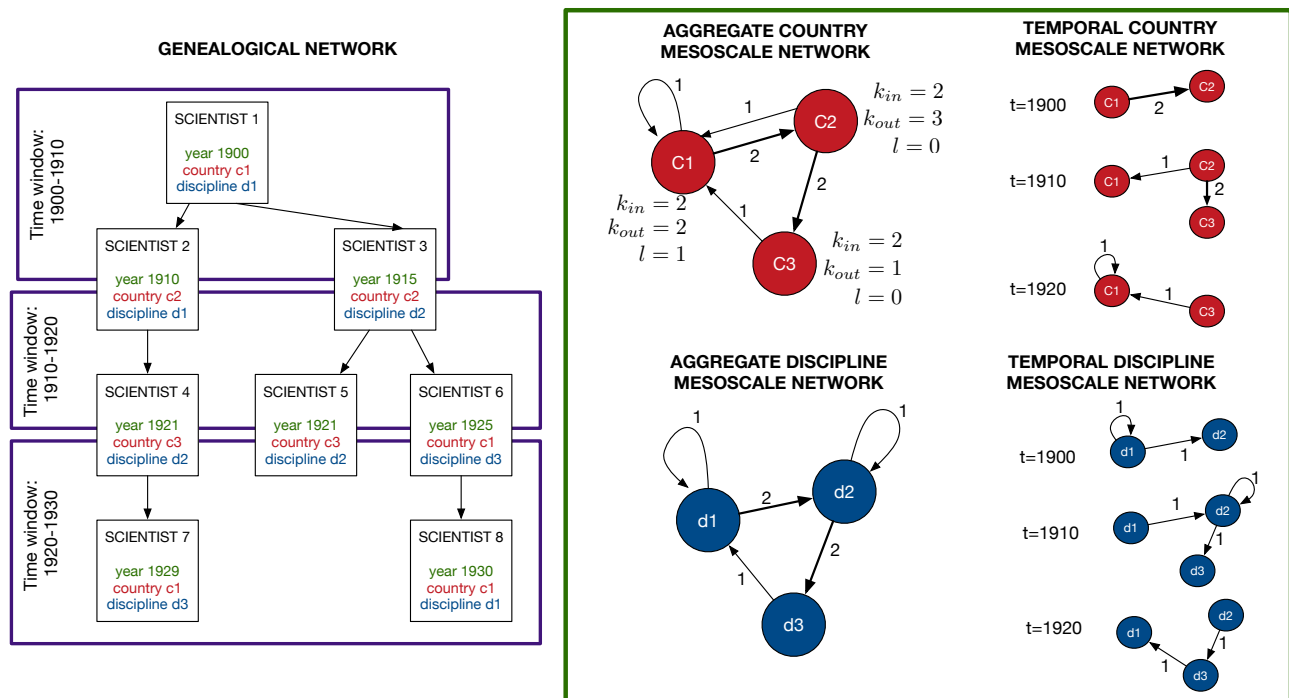 GENEALOGICAL NETWORK
Time window:
1900-1910
SCIENTIST 1
year 1900
country c1
discipline d1
SCIENTIST 2
year 1910
country c2
discipline d1
SCIENTIST 3
year 1915
country c2
discipline d2
Time window:
1910-1920
SCIENTIST 4
year 1921
country c3
discipline d2
SCIENTIST 5
year 1921
country c3
discipline d2
SCIENTIST 6
year 1925
country c1
discipline d3
Time window:
1920-1930
SCIENTIST 7
year 1929
country c1
discipline d3
SCIENTIST 8
year 1930
country c1
discipline d1
AGGREGATE COUNTRY
MESOSCALE NETWORK
1
1
2
2
1
C1
C2
C3
k_in = 2
k_out = 3
l = 0
k_in = 2
k_out = 2
l = 1
k_in = 2
k_out = 1
l = 0
TEMPORAL COUNTRY
MESOSCALE NETWORK
t=1900
C1
2
C2
t=1910
C1
1
C2
2
C3
t=1920
1
C1
1
C3
AGGREGATE DISCIPLINE
MESOSCALE NETWORK
1
1
d1
2
d2
2
1
d3
TEMPORAL DISCIPLINE
MESOSCALE NETWORK
t=1900
1
d1
1
d2
t=1910
d1
1
d2
1
1
d3
t=1920
d1
d2
1
1
d3